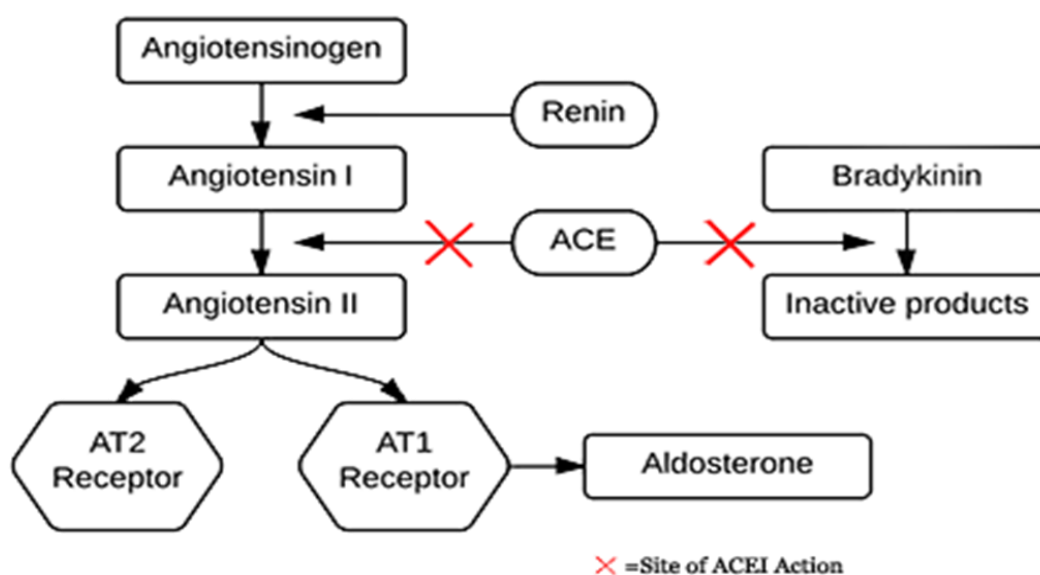 Angiotensinogen
Renin
Angiotensin I
Bradykinin
ACE
Angiotensin II
Inactive products
AT2
Receptor
AT1
Receptor
Aldosterone
=Site of ACEI Action